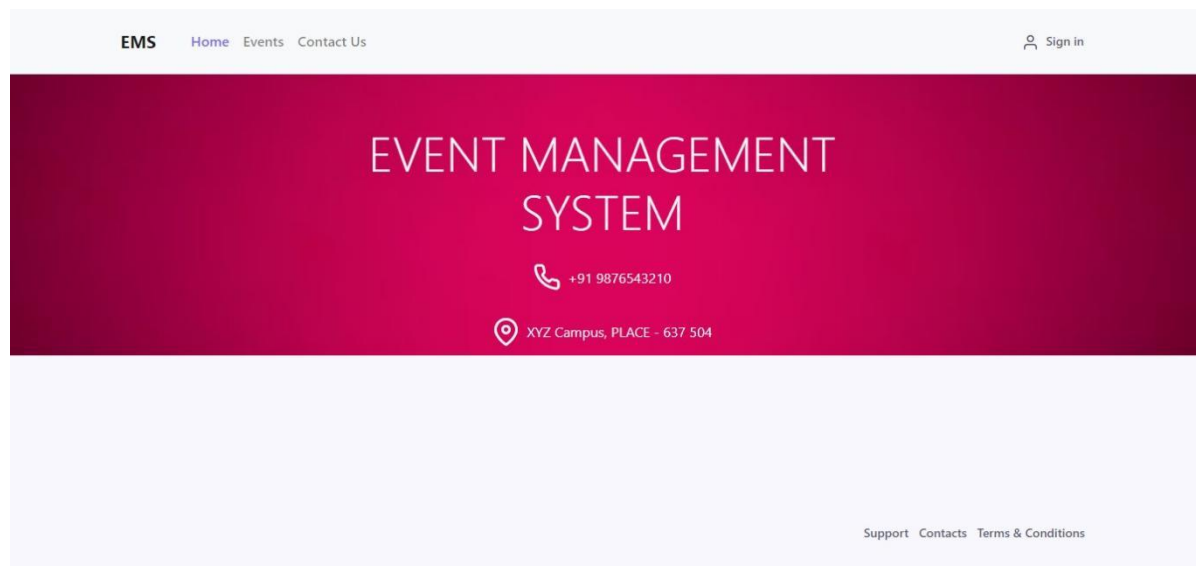 EMS Home Events Contact Us Sign in
EVENT MANAGEMENT
SYSTEM
+91 9876543210
XYZ Campus, PLACE - 637 504
Support Contacts Terms & Conditions